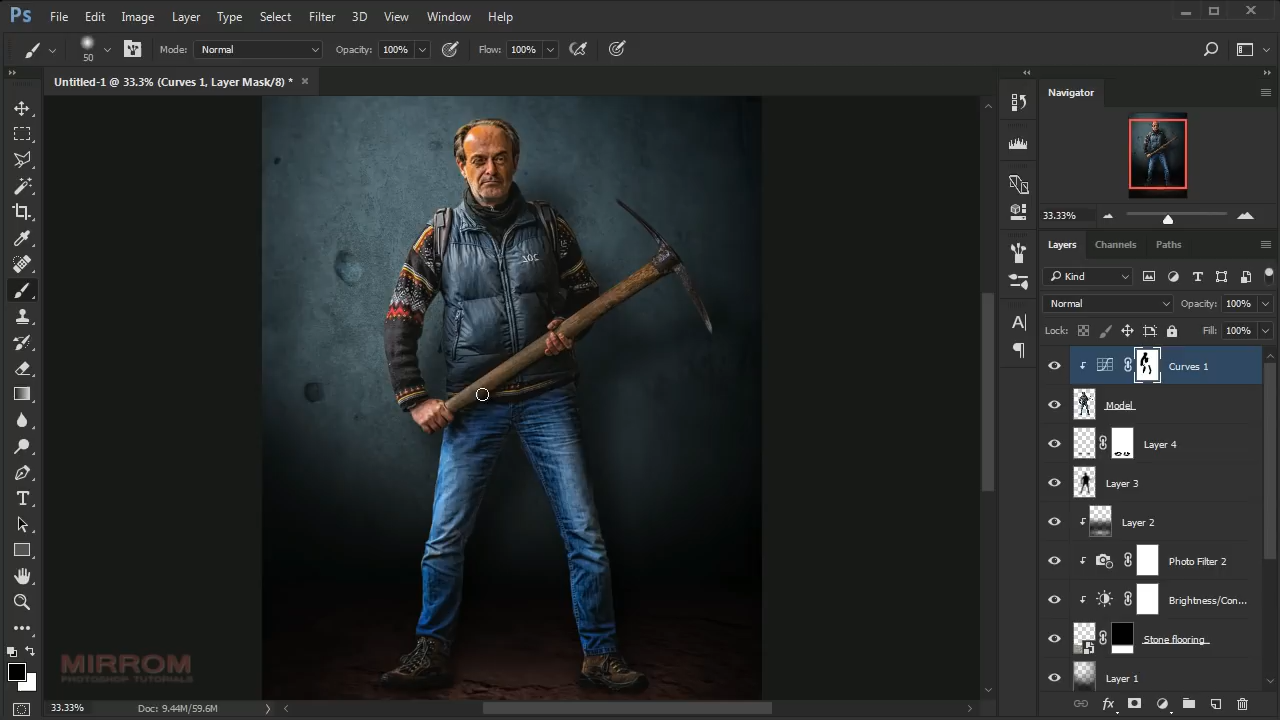 Ps File Edit Image Layer Type Select Filter 3D View Window Help
50 Mode: Normal Opacity: 100% Flow: 100%
Untitled-1 @ 33.3% (Curves 1, Layer Mask/8) *
Navigator
33.33%
Layers Channels Paths
Kind
Normal Opacity: 100%
Lock: Fill: 100%
Curves 1
Model
Layer 4
Layer 3
Layer 2
Photo Filter 2
Brightness/Con...
Stone flooring
Layer 1
MIRROM
PHOTOSHOP TUTORIALS
33.33% Doc: 9.44M/59.6M